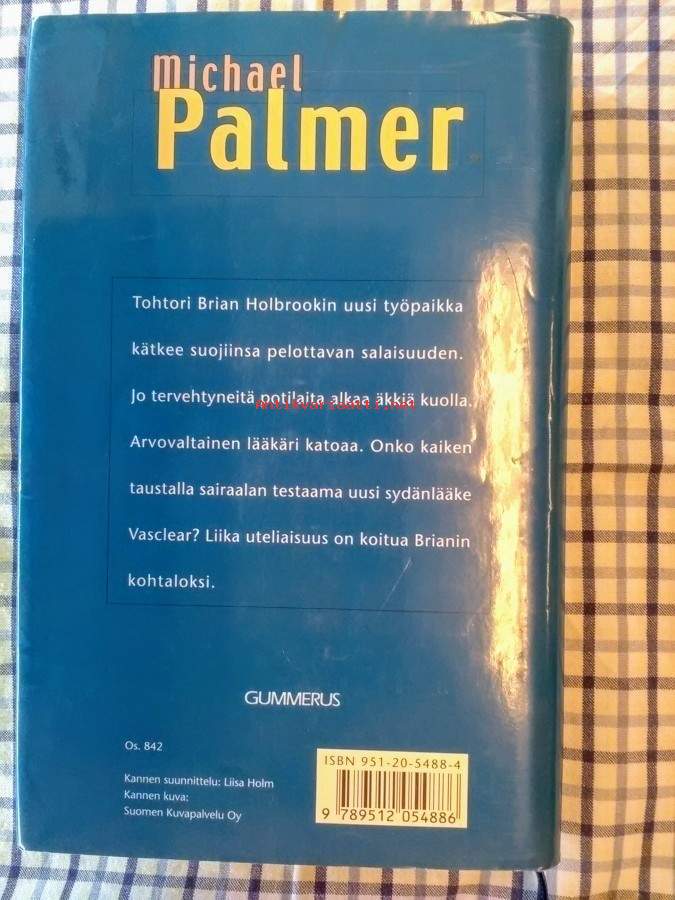 Michael
Palmer
Tohtori Brian Holbrookin uusi työpaikka
kätkee suojiinsa pelottavan salaisuuden.
Jo tervehtyneitä potilaita alkaa äkkiä kuolla.
antikvariaatti.net
Arvovaltainen lääkäri katoaa. Onko kaiken
taustalla sairaalan testaama uusi sydänlääke
Vasclear? Liika uteliaisuus on koitua Brianin
kohtaloksi.
GUMMERUS
Os. 842
Kannen suunnittelu: Liisa Holm
Kannen kuva:
Suomen Kuvapalvelu Oy
ISBN 951-20-5488-4
9 789512 054886